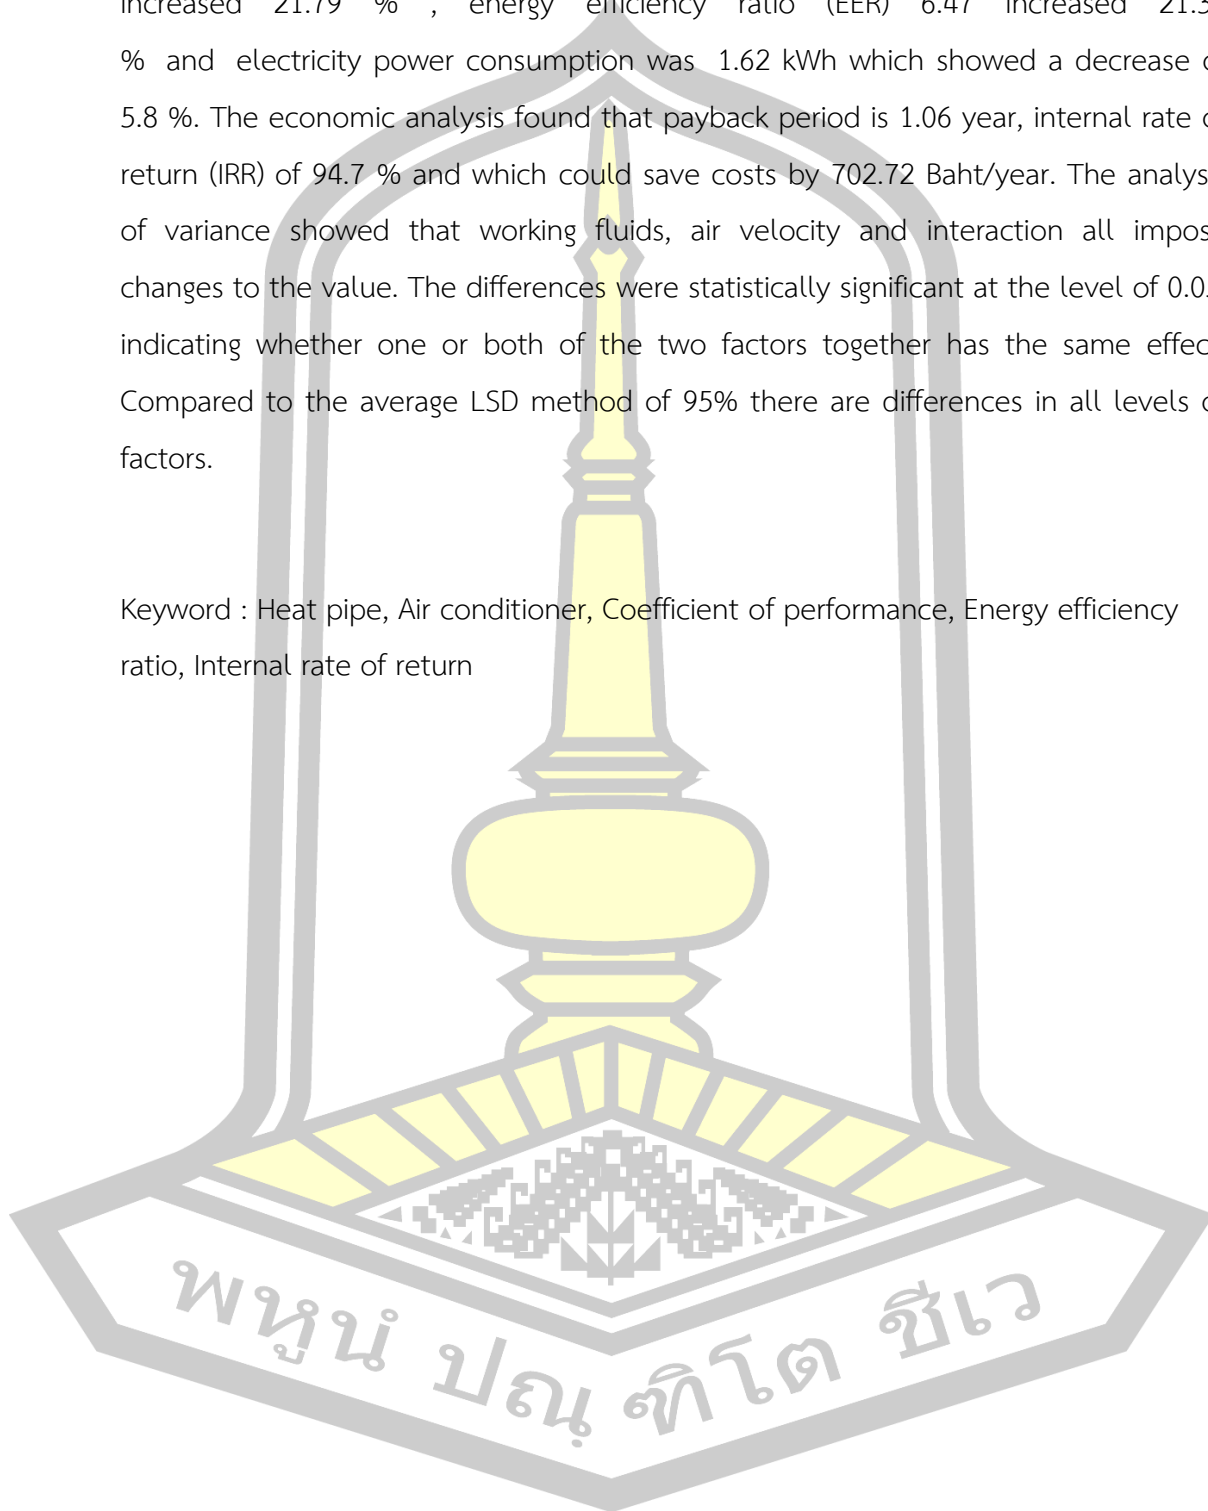 increased 21.79 % , energy efficiency ratio (EER) 6.47 increased
% and electricity power consumption was 1.62 kWh which showed a decrease
5.8 %. The economic analysis found that payback period is 1.06 year, internal rate
return (IRR) of 94.7 % and which could save costs by 702.72 Baht/year. The
of variance showed that working fluids, air velocity and interaction all
changes to the value. The differences were statistically significant at the level of
indicating whether one or both of the two factors together has the same
Compared to the average LSD method of 95% there are differences in all levels
factors.
Keyword : Heat pipe, Air conditioner, Coefficient of performance, Energy efficiency
ratio, Internal rate of return
พหูนํ ปณฺฑิโต ชีเว